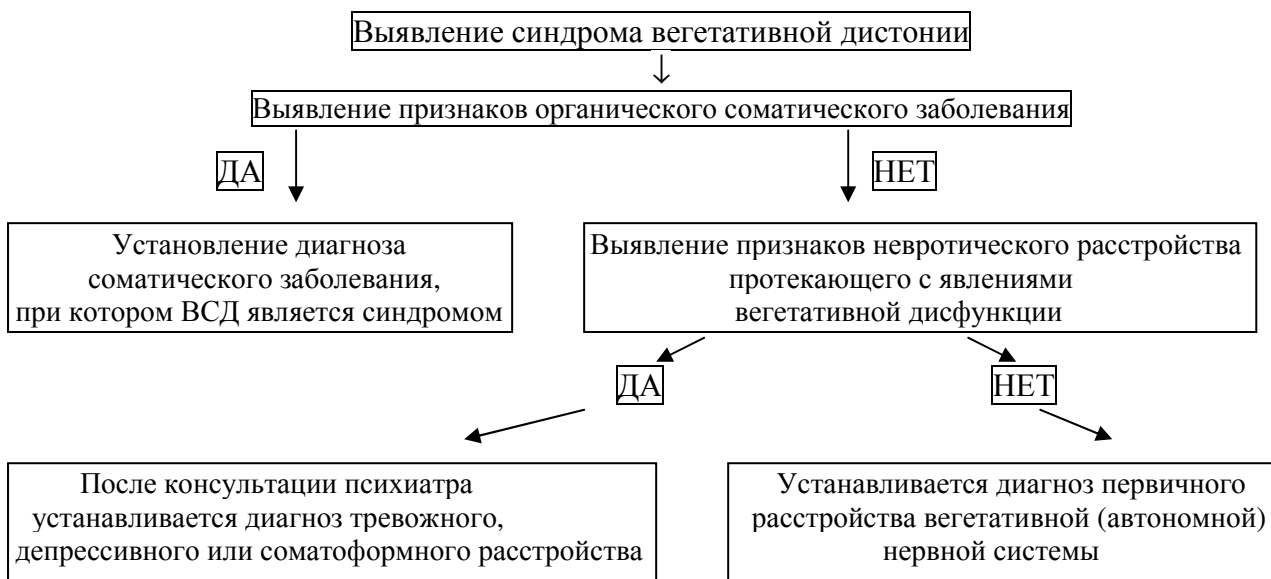 Выявление синдрома вегетативной дистонии
Выявление признаков органического соматического заболевания
ДА
НЕТ
Установление диагноза
соматического заболевания,
при котором ВСД является синдромом
Выявление признаков невротического расстройства
протекающего с явлениями
вегетативной дисфункции
ДА
НЕТ
После консультации психиатра
устанавливается диагноз тревожного,
депрессивного или соматоформного расстройства
Устанавливается диагноз первичного
расстройства вегетативной (автономной)
нервной системы